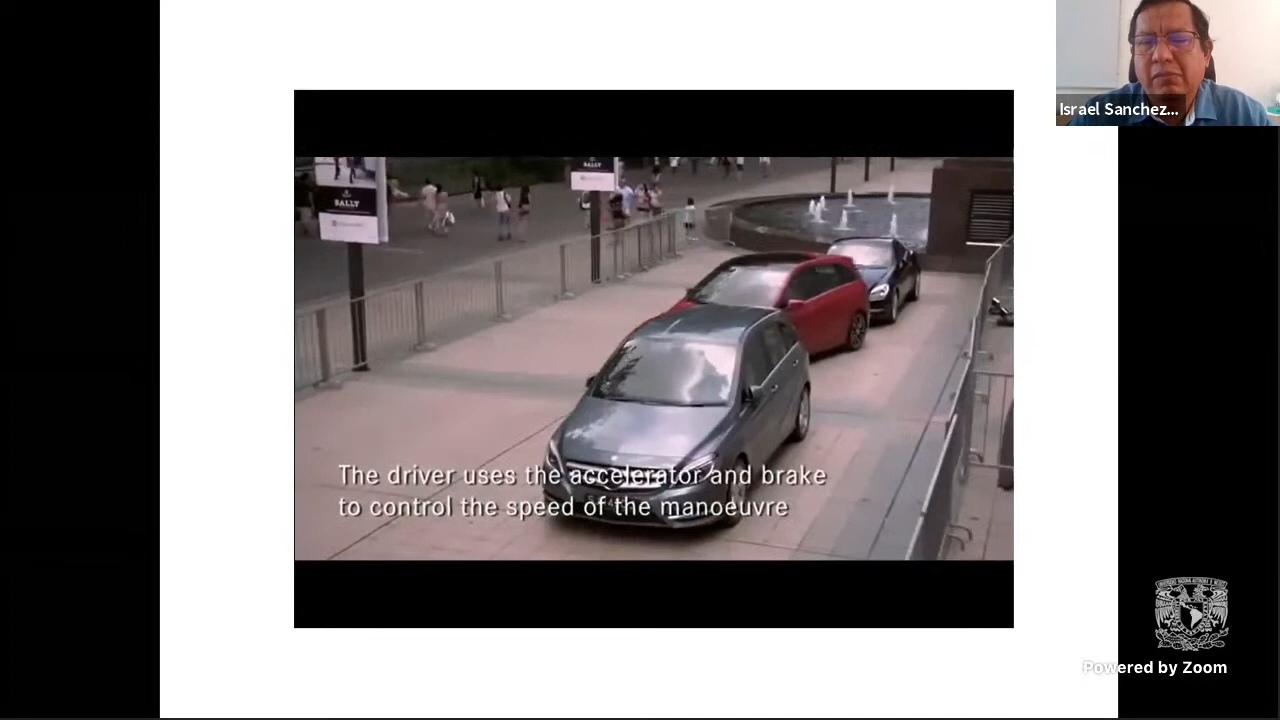 Israel Sanchez...
BALLY
BALLY
The driver uses the accelerator and brake
to control the speed of the manoeuvre
Powered by Zoom